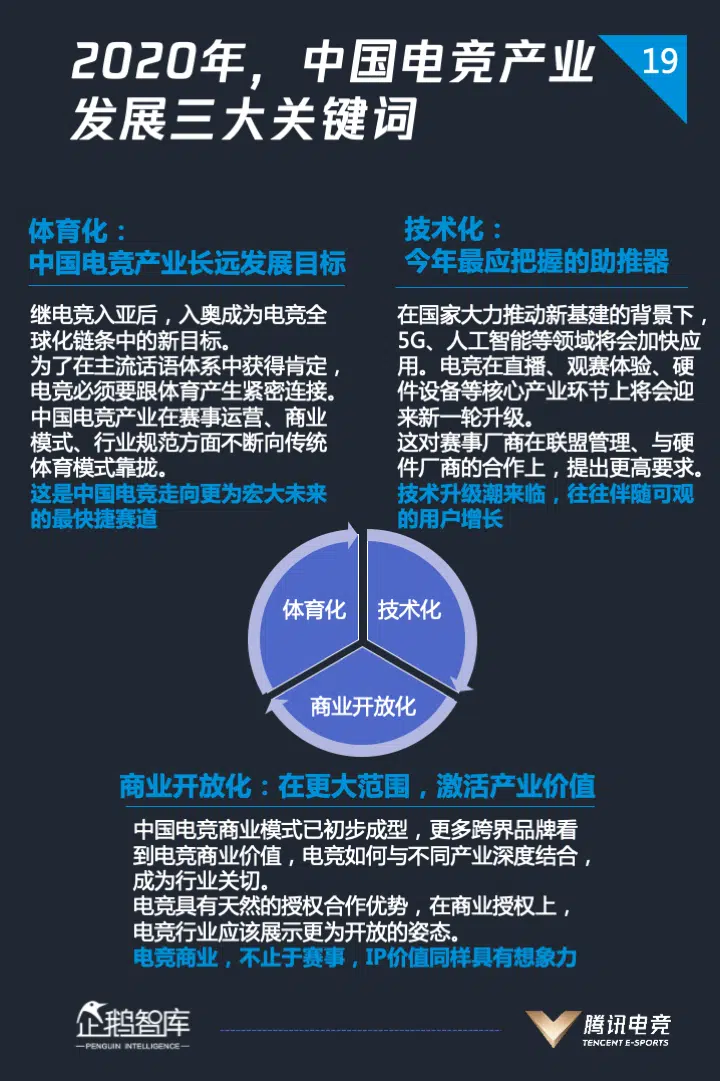 2020年，中国电竞产业
发展三大关键词
19
体育化：
中国电竞产业长远发展目标
继电竞入亚后，入奥成为电竞全
球化链条中的新目标。
为了在主流话语体系中获得肯定，
电竞必须要跟体育产生紧密连接。
中国电竞产业在赛事运营、商业
模式、行业规范方面不断向传统
体育模式靠拢。
这是中国电竞走向更为宏大未来
的最快捷赛道
技术化：
今年最应把握的助推器
在国家大力推动新基建的背景下，
5G、人工智能等领域将会加快应
用。电竞在直播、观赛体验、硬
件设备等核心产业环节上将会迎
来新一轮升级。
这对赛事厂商在联盟管理、与硬
件厂商的合作上，提出更高要求。
技术升级潮来临，往往伴随可观
的用户增长
体育化
技术化
商业开放化
商业开放化：在更大范围，激活产业价值
中国电竞商业模式已初步成型，更多跨界品牌看
到电竞商业价值，电竞如何与不同产业深度结合，
成为行业关切。
电竞具有天然的授权合作优势，在商业授权上，
电竞行业应该展示更为开放的姿态。
电竞商业，不止于赛事，IP价值同样具有想象力
企鹅智库
PENGUIN INTELLIGENCE
腾讯电竞
TENCENT E-SPORTS